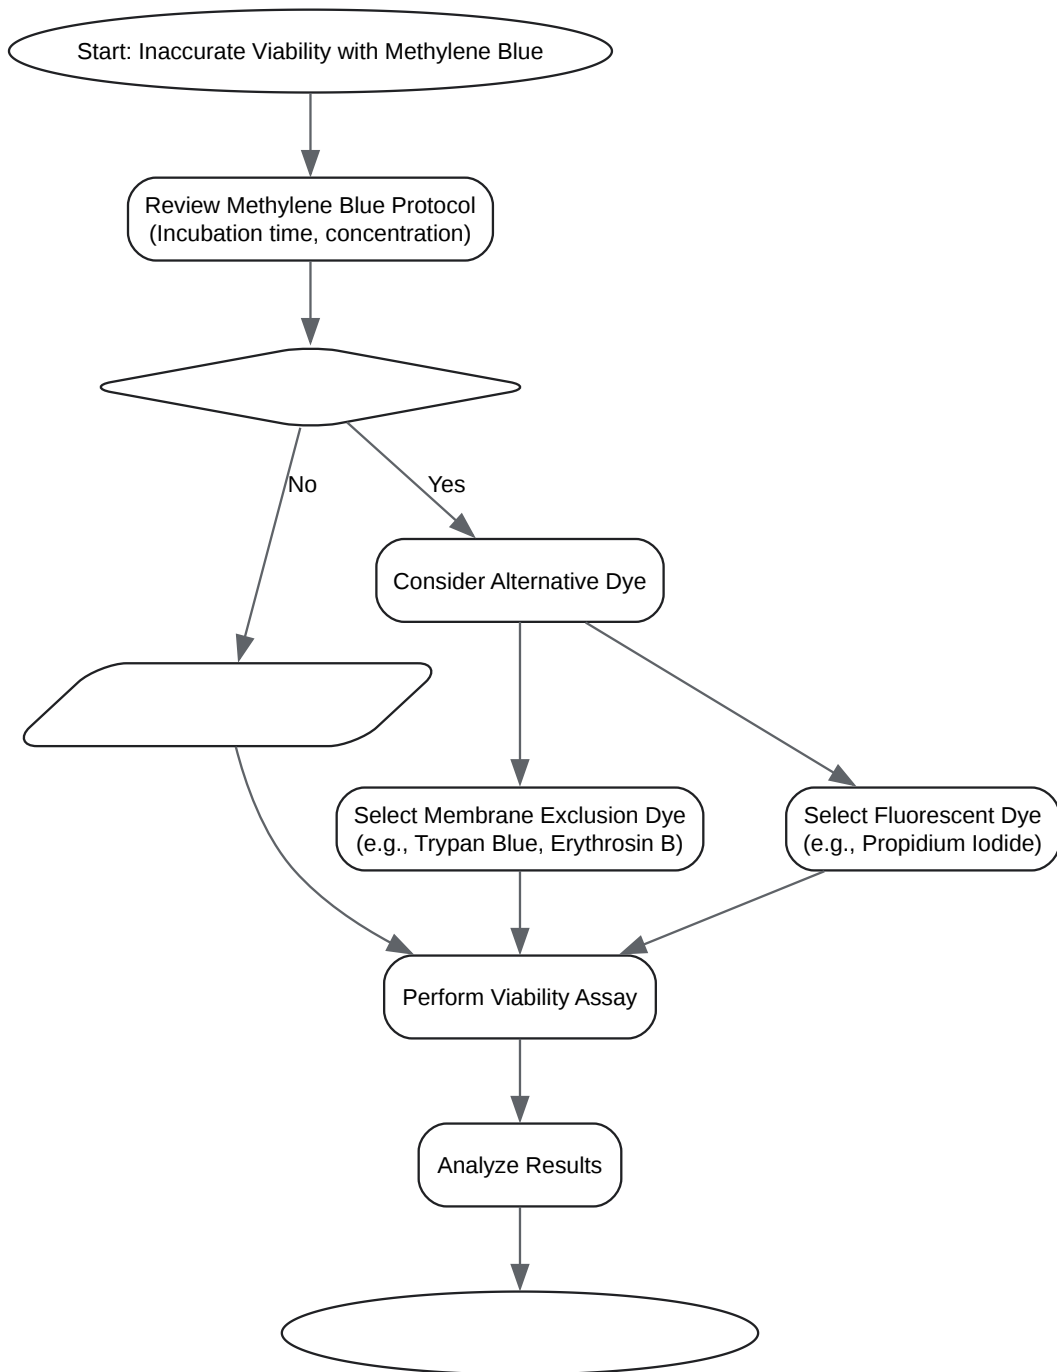 Start: Inaccurate Viability with Methylene Blue
Review Methylene Blue Protocol
(Incubation time, concentration)
No
Yes
Consider Alternative Dye
Select Membrane Exclusion Dye
(e.g., Trypan Blue, Erythrosin B)
Select Fluorescent Dye
(e.g., Propidium Iodide)
Perform Viability Assay
Analyze Results